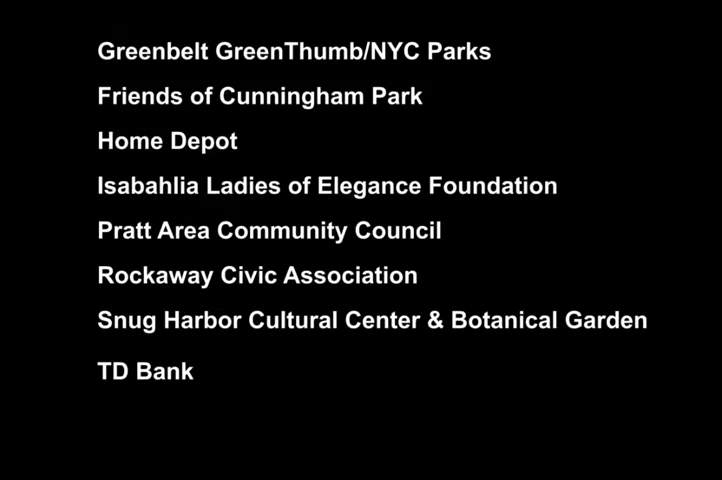 Greenbelt GreenThumb/NYC Parks
Friends of Cunningham Park
Home Depot
Isabahlia Ladies of Elegance Foundation
Pratt Area Community Council
Rockaway Civic Association
Snug Harbor Cultural Center & Botanical Garden
TD Bank